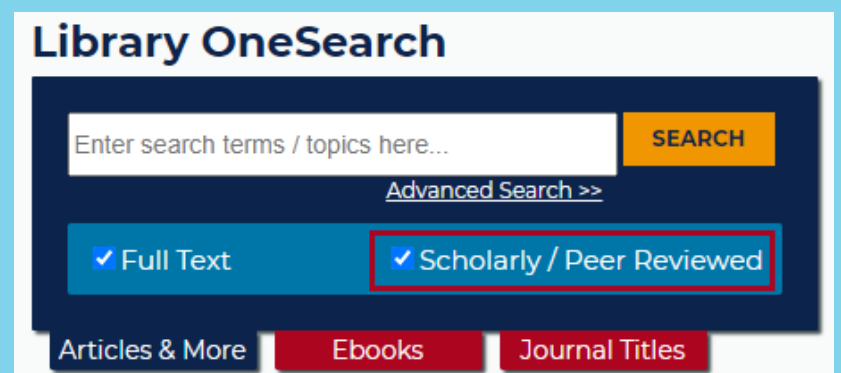 Library OneSearch
Enter search terms / topics here...
SEARCH
Advanced Search >>
Full Text
Scholarly / Peer Reviewed
Articles & More
Ebooks
Journal Titles